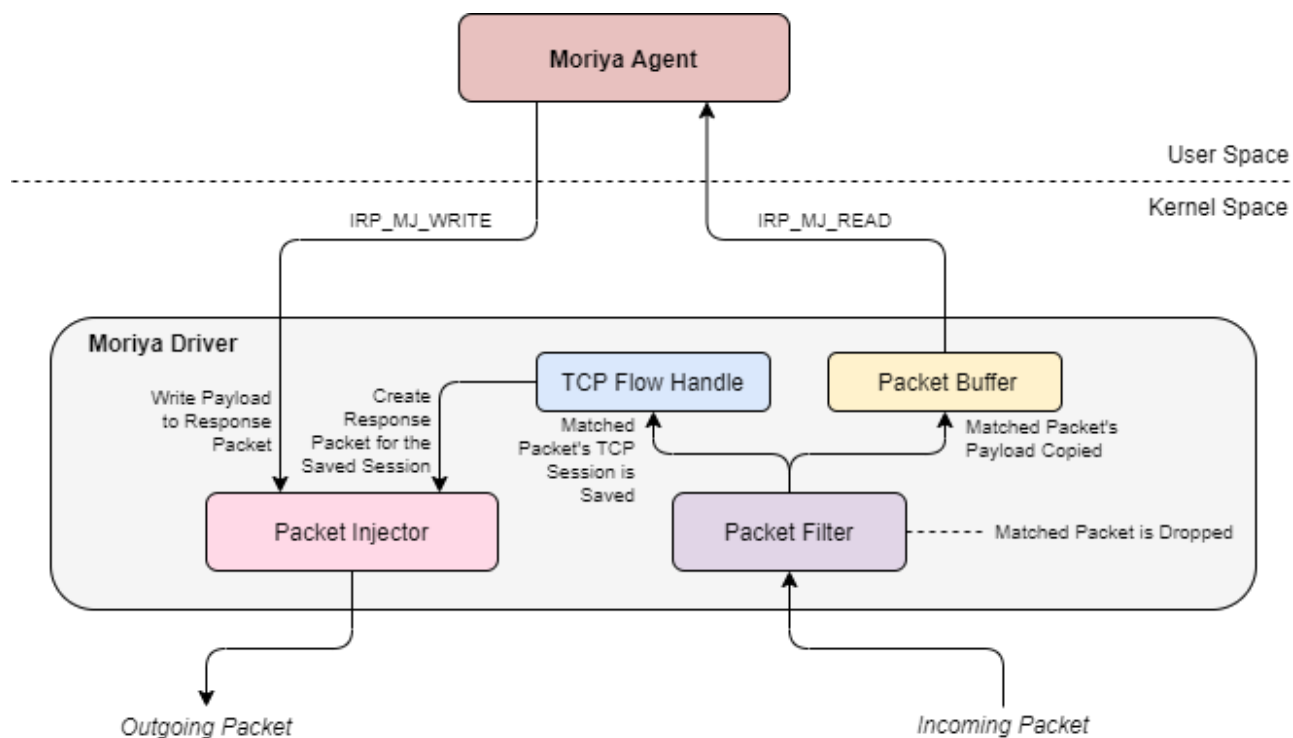 Moriya Agent
User Space
Kernel Space
IRP_MJ_WRITE
IRP_MJ_READ
Moriya Driver
TCP Flow Handle
Packet Buffer
Write Payload
to Response
Packet
Create
Response
Packet for the
Saved Session
Matched
Packet's TCP
Session is
Saved
Matched Packet's
Payload Copied
Packet Injector
Packet Filter
Matched Packet is Dropped
Outgoing Packet
Incoming Packet